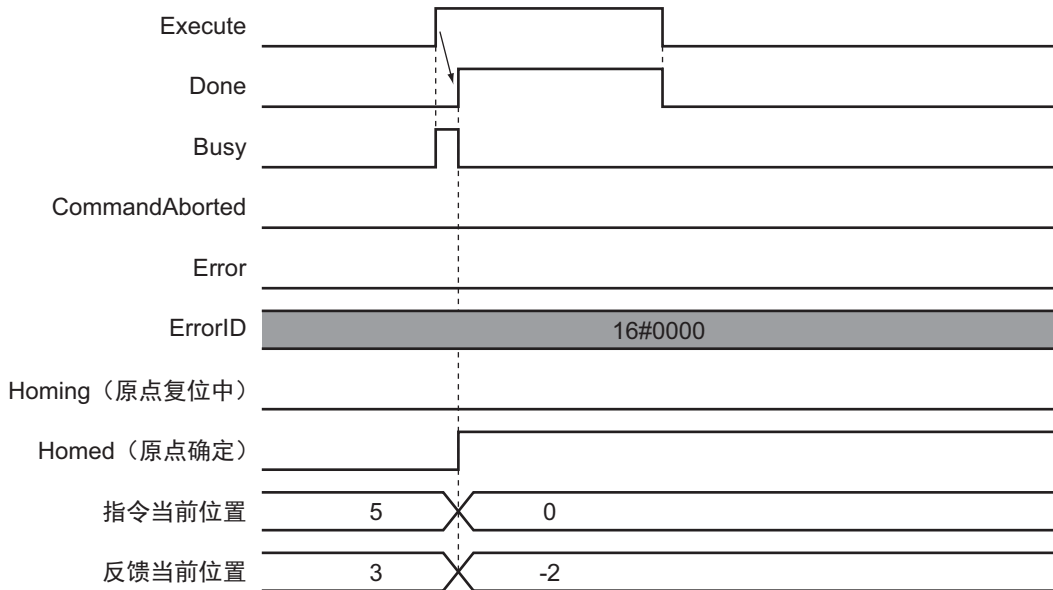 Execute
Done
Busy
CommandAborted
Error
ErrorID 16#0000
Homing（原点复位中）
Homed（原点确定）
指令当前位置 5 0
反馈当前位置 3 -2